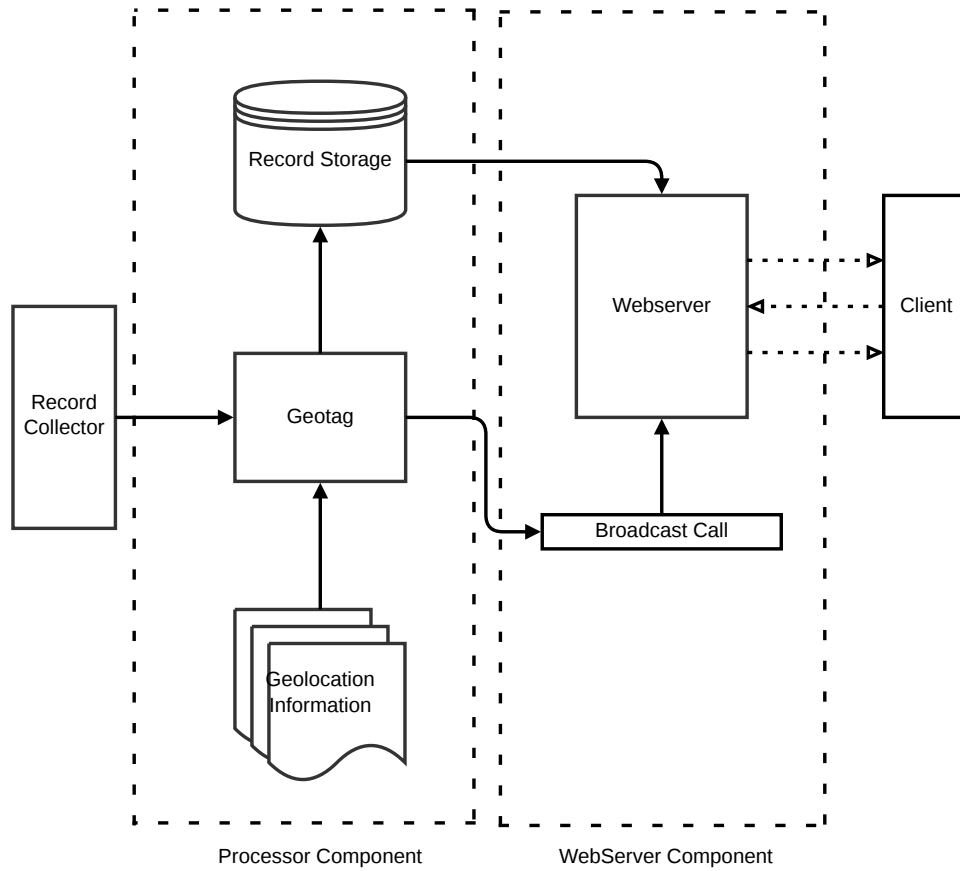 Record Storage
Webserver
Client
Record
Collector
Geotag
Broadcast Call
Geolocation
Information
Processor Component
WebServer Component